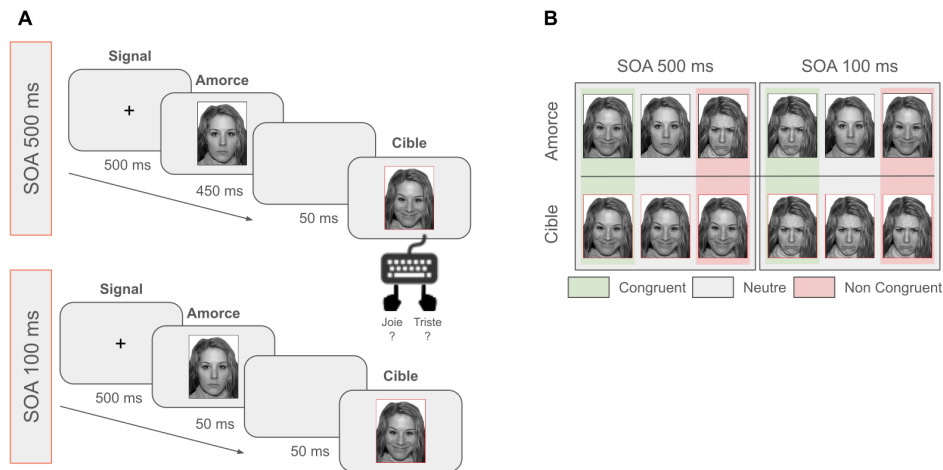 A
SOA 500 ms
Signal
+
500 ms
Amorce
450 ms
50 ms
Cible
Joie
?
Triste
?
SOA 100 ms
Signal
+
500 ms
Amorce
50 ms
50 ms
Cible
B
SOA 500 ms
SOA 100 ms
Amorce
Cible
Congruent
Neutre
Non Congruent